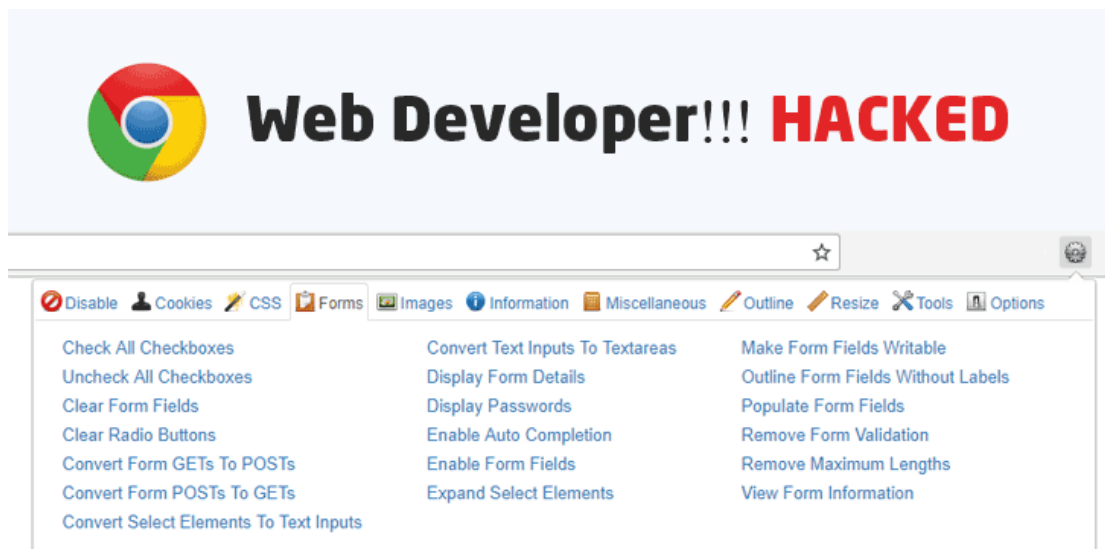 Web Developer!!! HACKED
Disable Cookies CSS Forms Images Information Miscellaneous Outline Resize Tools Options
Check All Checkboxes Convert Text Inputs To Textareas Make Form Fields Writable
Uncheck All Checkboxes Display Form Details Outline Form Fields Without Labels
Clear Form Fields Display Passwords Populate Form Fields
Clear Radio Buttons Enable Auto Completion Remove Form Validation
Convert Form GETs To POSTs Enable Form Fields Remove Maximum Lengths
Convert Form POSTs To GETs Expand Select Elements View Form Information
Convert Select Elements To Text Inputs